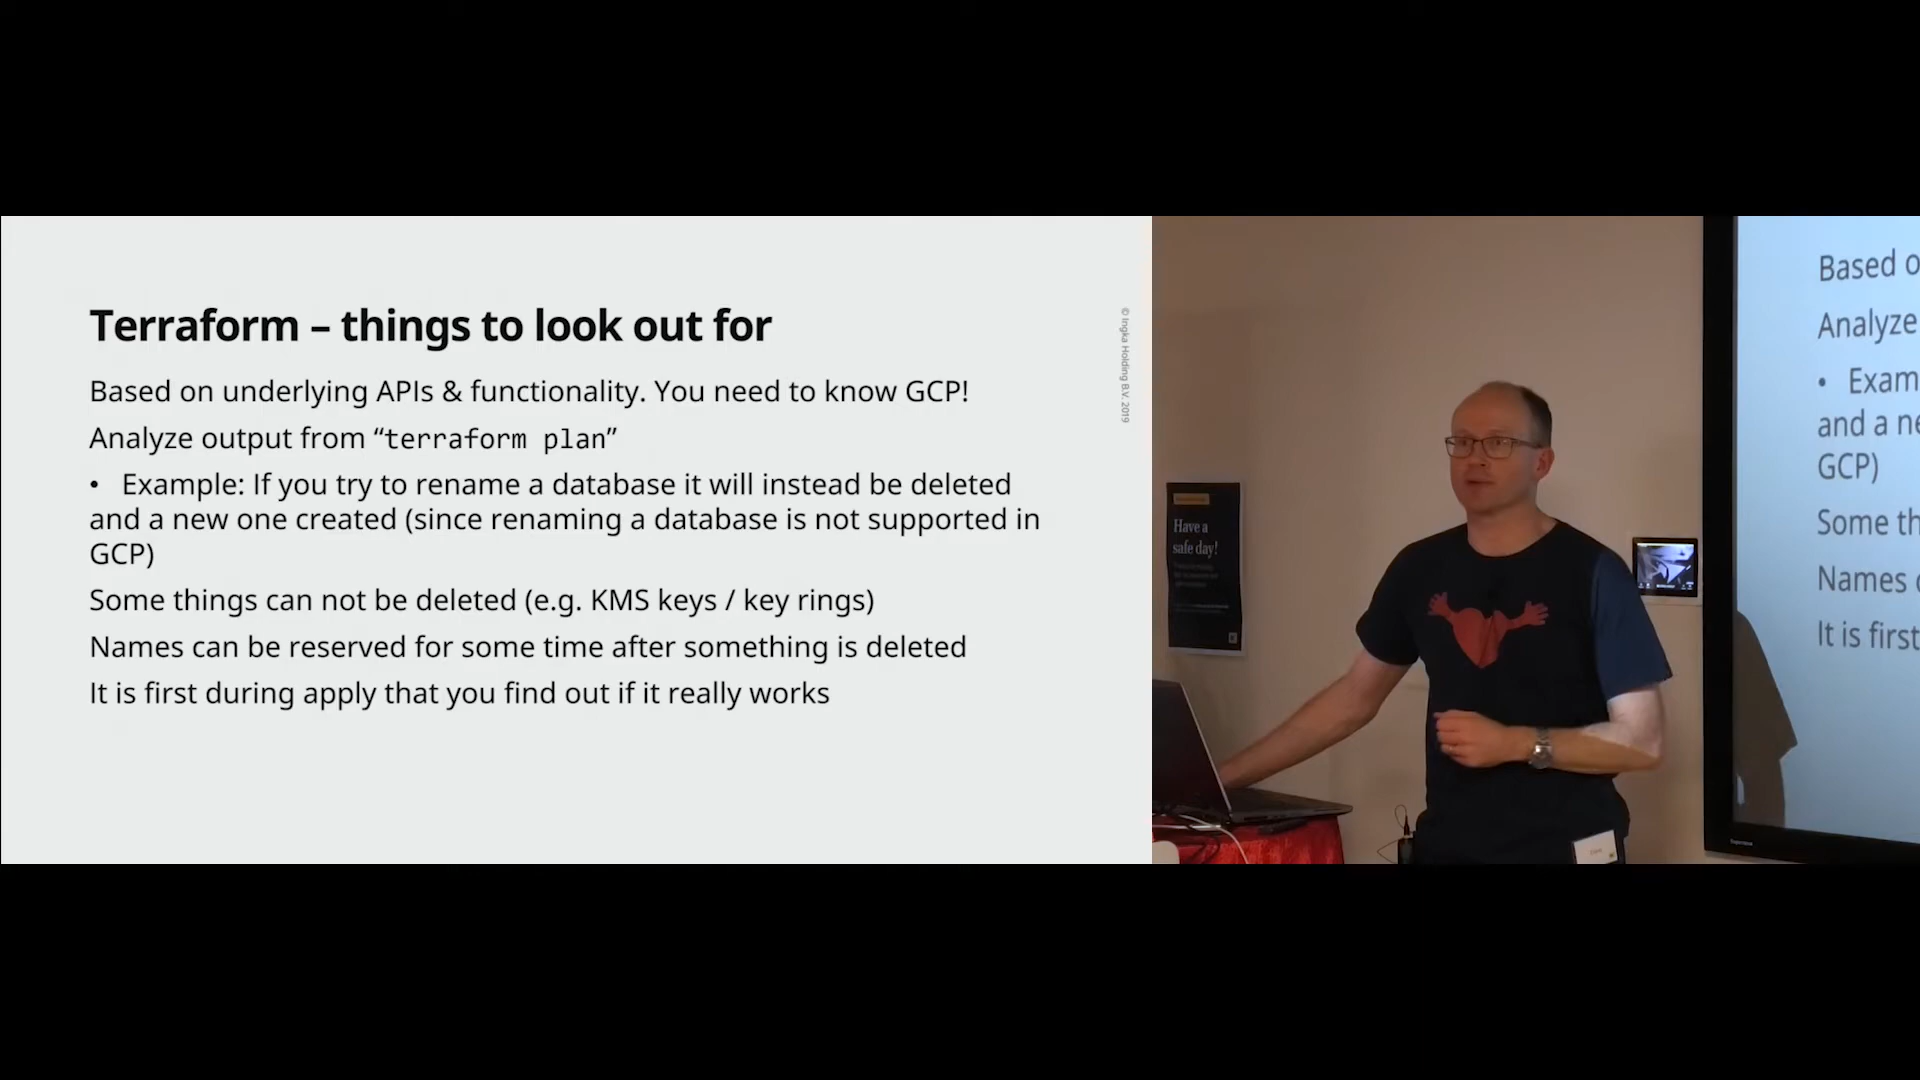 Terraform – things to look out for
Based on underlying APIs & functionality. You need to know GCP!
Analyze output from “terraform plan”
• Example: If you try to rename a database it will instead be deleted
and a new one created (since renaming a database is not supported in
GCP)
Some things can not be deleted (e.g. KMS keys / key rings)
Names can be reserved for some time after something is deleted
It is first during apply that you find out if it really works
© Ingka Holding B.V. 2019
Have a
safe day!
Based o
Analyze
• Exam
and a ne
GCP)
Some th
Names
It is first